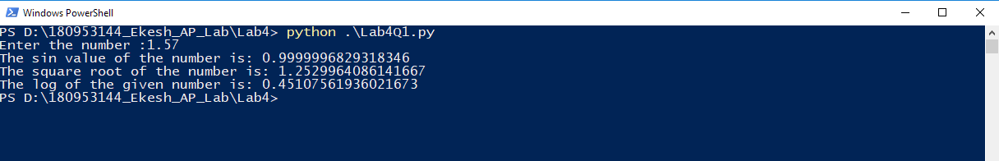 Windows PowerShell
PS D:\180953144_Ekesh_AP_Lab\Lab4> python .\Lab4Q1.py
Enter the number :1.57
The sin value of the number is: 0.9999996829318346
The square root of the number is: 1.2529964086141667
The log of the given number is: 0.45107561936021673
PS D:\180953144_Ekesh_AP_Lab\Lab4>